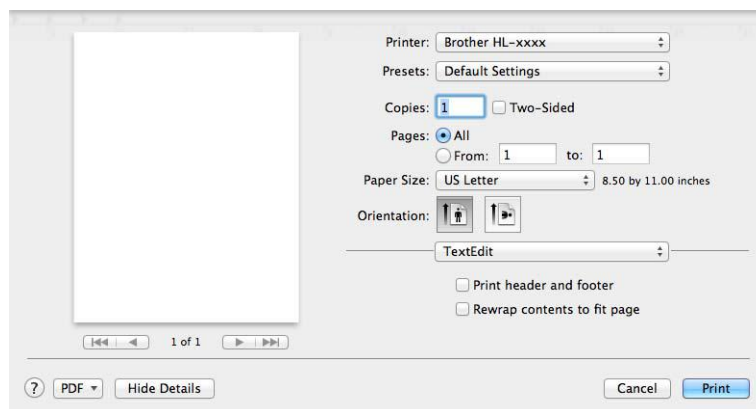 Printer: Brother HL-xxxx
Presets: Default Settings
Copies: 1 Two-Sided
Pages: All
From: 1 to: 1
Paper Size: US Letter 8.50 by 11.00 inches
Orientation:
TextEdit
Print header and footer
Rewrap contents to fit page
1 of 1
? PDF Hide Details Cancel Print